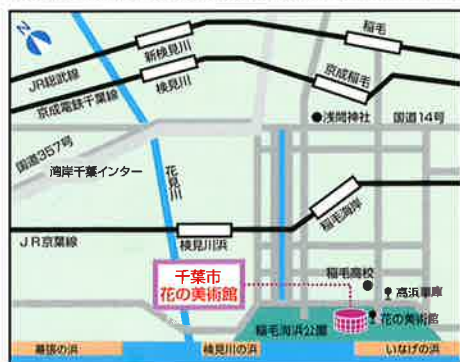 N
新検見川
稲毛
JR総武線
検見川
京成稲毛
京成電鉄千葉線
浅間神社
国道14号
国道357号
湾岸千葉インター
花見川
稲毛海岸
JR京葉線
検見川浜
千葉市
花の美術館
稲毛高校
高浜車庫
花の美術館
稲毛海浜公園
幕張の浜
検見川の浜
いなげの浜